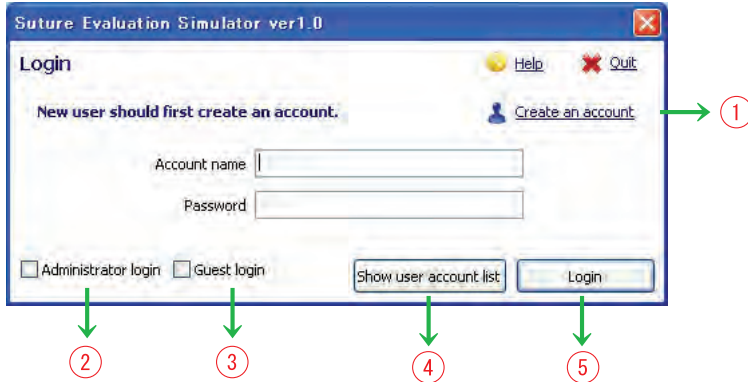 Suture Evaluation Simulator ver1.0
Login
Help
Quit
New user should first create an account.
Create an account
①
Account name
Password
Administrator login
Guest login
Show user account list
Login
②
③
④
⑤